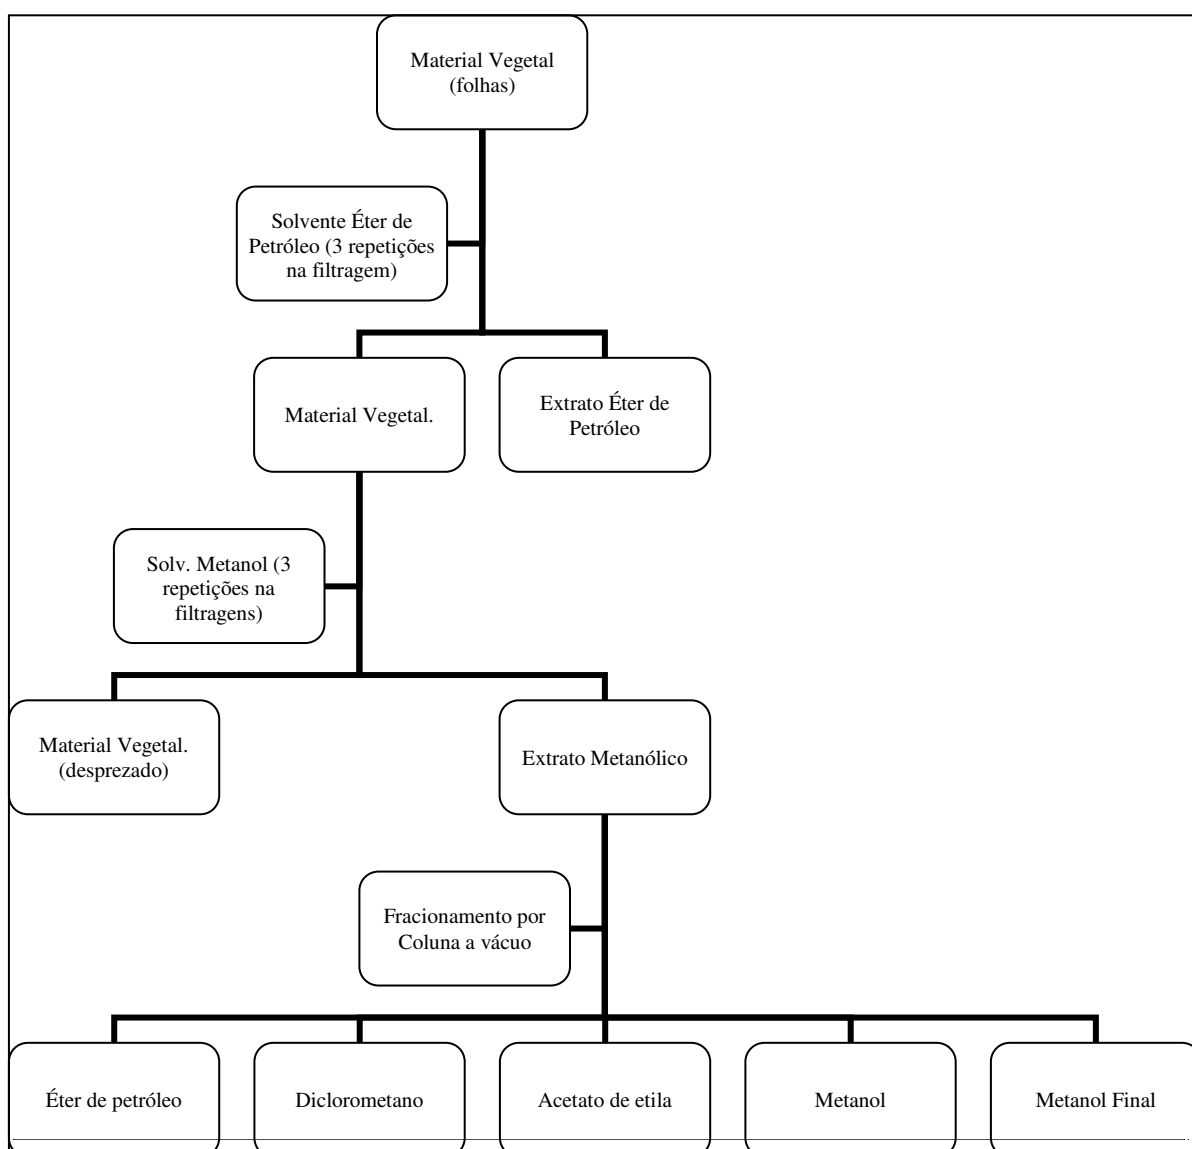 Material Vegetal
(folhas)
Solvente Éter de
Petróleo (3 repetições
na filtragem)
Material Vegetal.
Extrato Éter de
Petróleo
Solv. Metanol (3
repetições na
filtragens)
Material Vegetal.
(desprezado)
Extrato Metanólico
Fracionamento por
Coluna a vácuo
Éter de petróleo
Diclorometano
Acetato de etila
Metanol
Metanol Final